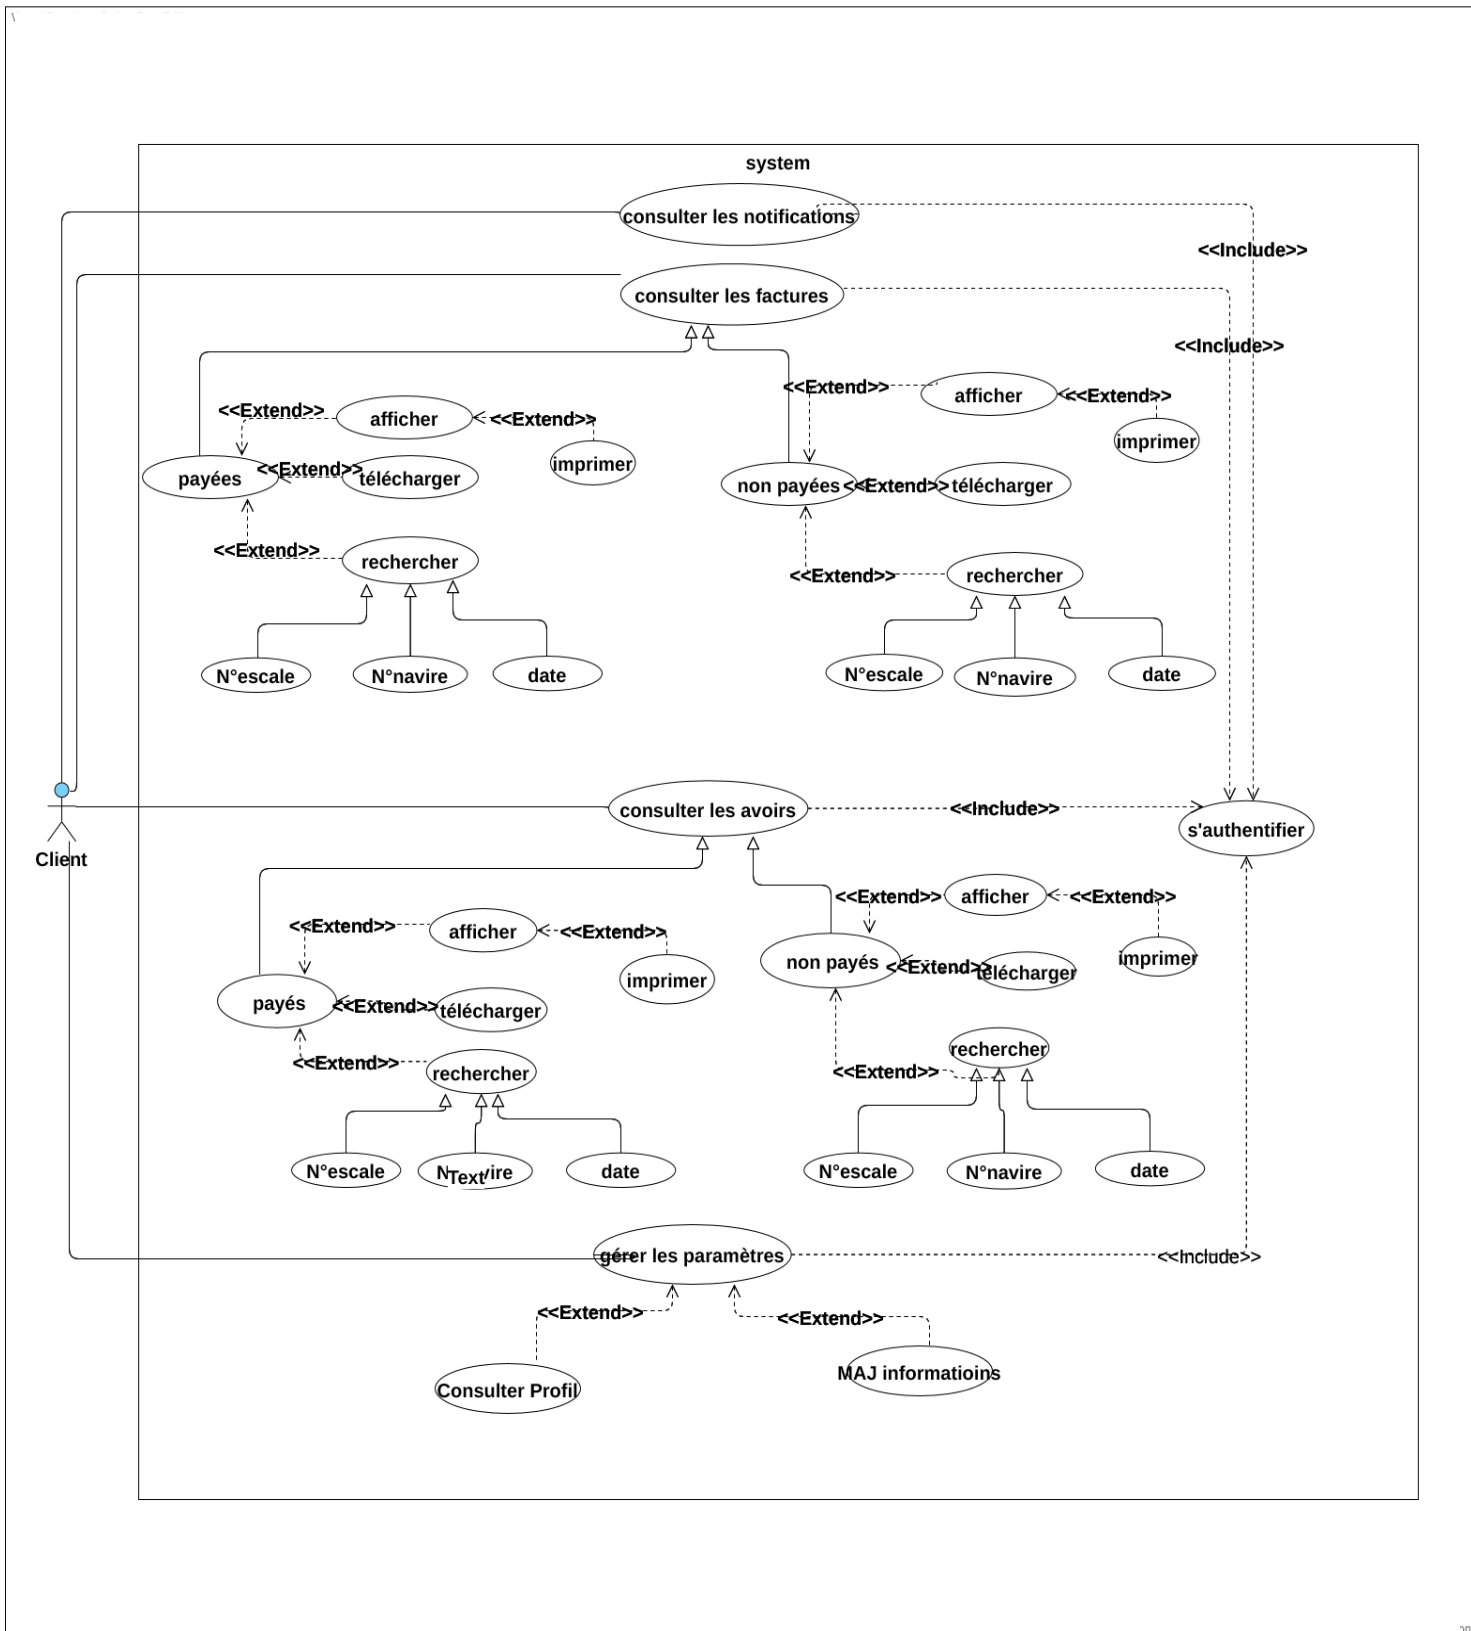 system
consulter les notifications
<<Include>>
consulter les factures
<<Include>>
<<Extend>>
afficher
<<Extend>>
<<Extend>>
afficher
<<Extend>>
imprimer
imprimer
payées
<<Extend>>
télécharger
non payées
<<Extend>>
télécharger
<<Extend>>
rechercher
<<Extend>>
rechercher
N°escale
N°navire
date
N°escale
N°navire
date
consulter les avoirs
<<Include>>
s'authentifier
Client
<<Extend>>
afficher
<<Extend>>
<<Extend>>
afficher
<<Extend>>
imprimer
imprimer
non payés
<<Extend>>
télécharger
payés
<<Extend>>
télécharger
<<Extend>>
rechercher
<<Extend>>
rechercher
N°escale
Text
date
N°escale
N°navire
date
gérer les paramètres
<<Include>>
<<Extend>>
<<Extend>>
Consulter Profil
MAJ informatioins